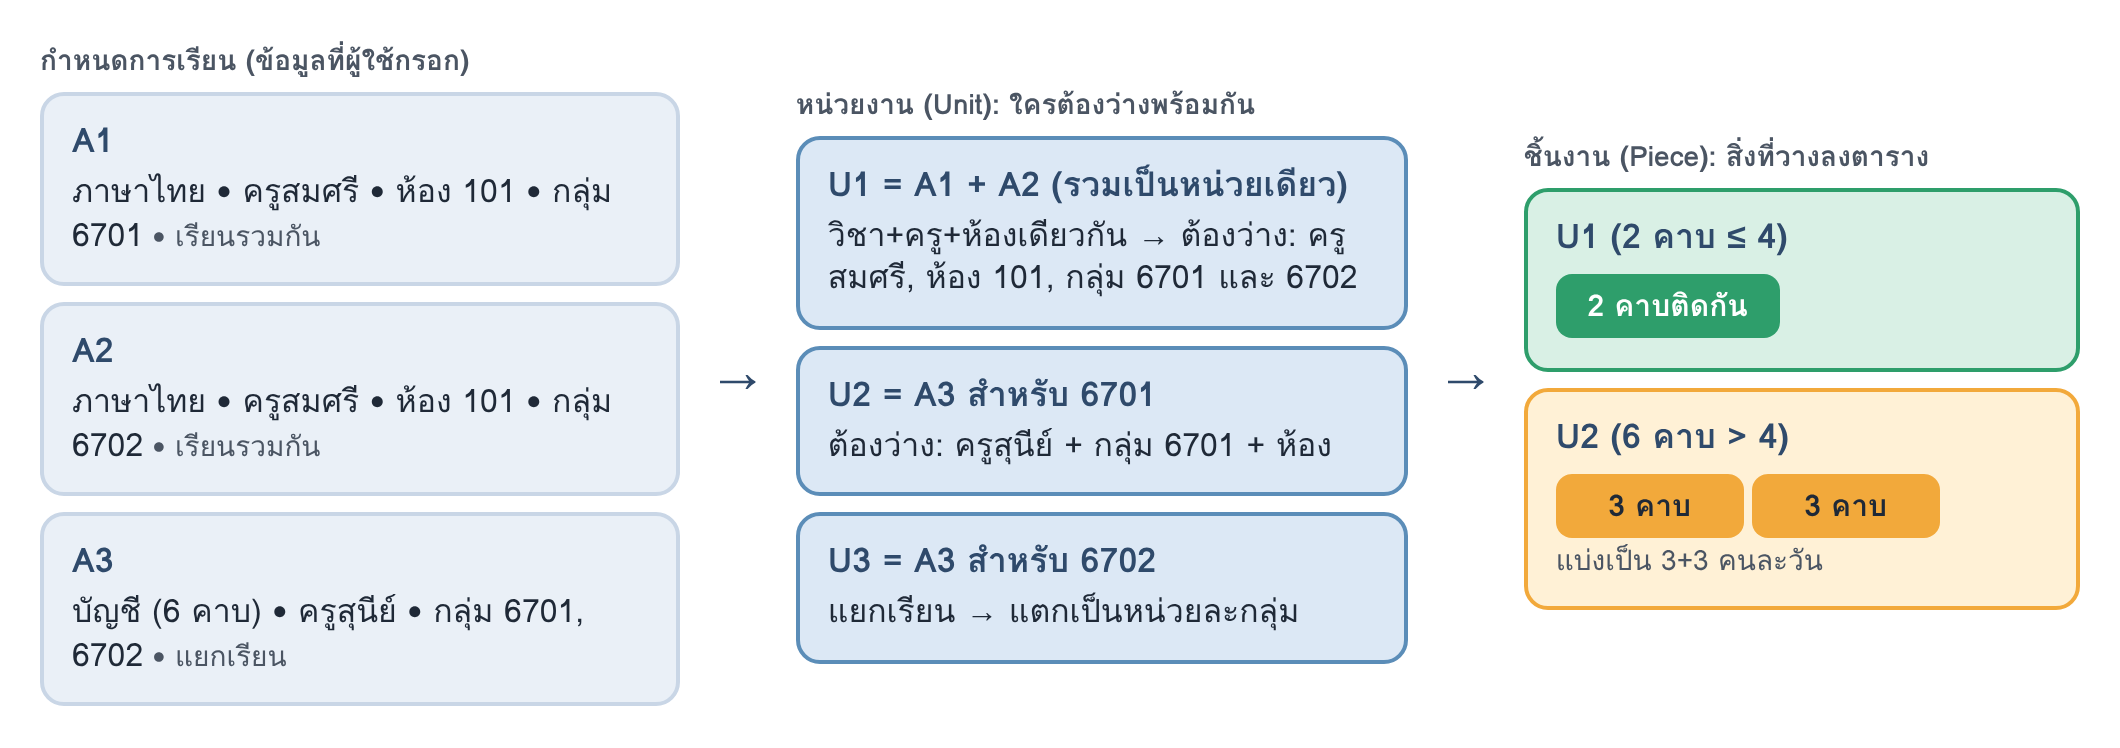 กำหนดการเรียน (ข้อมูลที่ผู้ใช้กรอก)
A1
ภาษาไทย • ครูสมศรี • ห้อง 101 • กลุ่ม
6701 • เรียนรวมกัน
A2
ภาษาไทย • ครูสมศรี • ห้อง 101 • กลุ่ม
6702 • เรียนรวมกัน
A3
บัญชี (6 คาบ) • ครูสุนีย์ • กลุ่ม 6701,
6702 • แยกเรียน
→
หน่วยงาน (Unit): ใครต้องว่างพร้อมกัน
U1 = A1 + A2 (รวมเป็นหน่วยเดียว)
วิชา+ครู+ห้องเดียวกัน → ต้องว่าง: ครู
สมศรี, ห้อง 101, กลุ่ม 6701 และ 6702
U2 = A3 สำหรับ 6701
ต้องว่าง: ครูสุนีย์ + กลุ่ม 6701 + ห้อง
U3 = A3 สำหรับ 6702
แยกเรียน → แตกเป็นหน่วยละกลุ่ม
→
ชิ้นงาน (Piece): สิ่งที่วางลงตาราง
U1 (2 คาบ ≤ 4)
2 คาบติดกัน
U2 (6 คาบ > 4)
3 คาบ 3 คาบ
แบ่งเป็น 3+3 คนละวัน